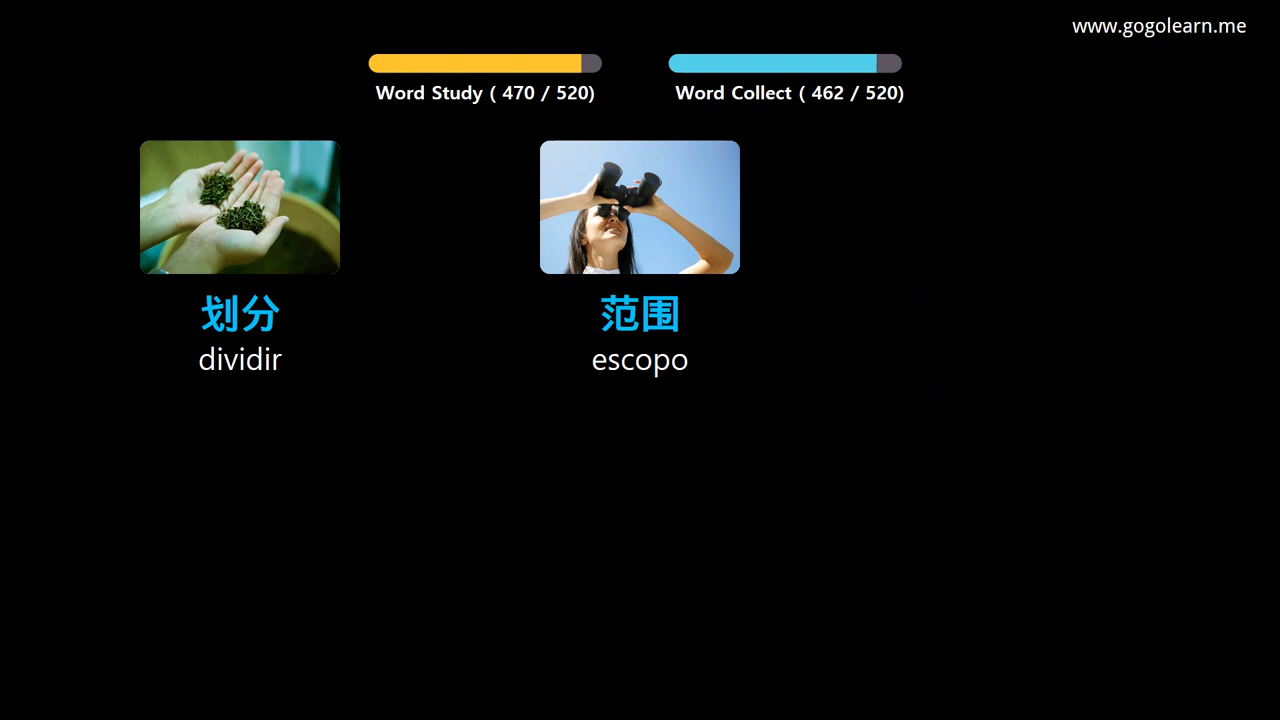 www.gogolearn.me
Word Study ( 470 / 520)
Word Collect ( 462 / 520)
划分
dividir
范围
escopo